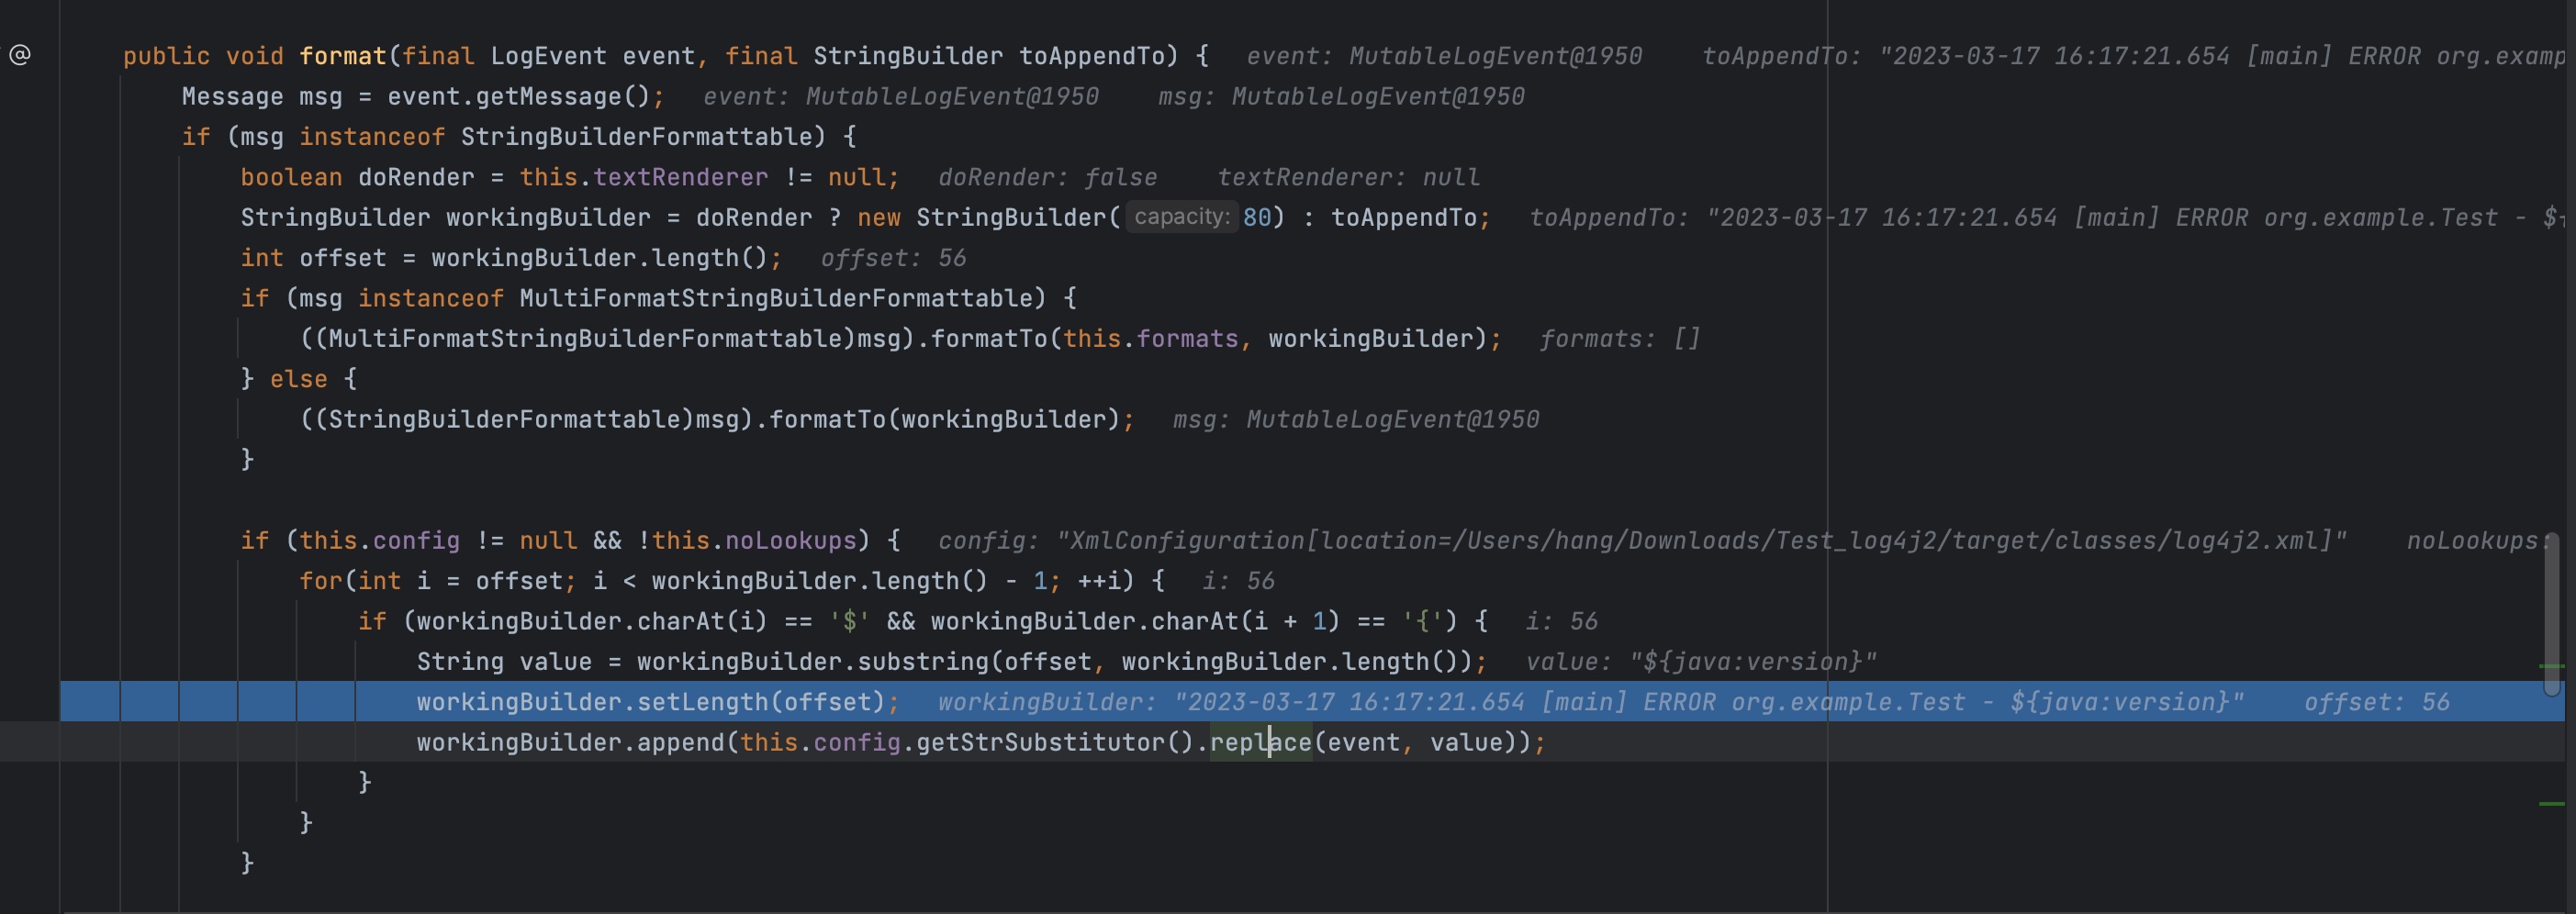 @ public void format(final LogEvent event, final StringBuilder toAppendTo) { event: MutableLogEvent@1950 toAppendTo: "2023-03-17 16:17:21.654 [main] ERROR org.examp
Message msg = event.getMessage(); event: MutableLogEvent@1950 msg: MutableLogEvent@1950
if (msg instanceof StringBuilderFormattable) {
boolean doRender = this.textRenderer != null; doRender: false textRenderer: null
StringBuilder workingBuilder = doRender ? new StringBuilder( capacity: 80) : toAppendTo; toAppendTo: "2023-03-17 16:17:21.654 [main] ERROR org.example.Test - ${
int offset = workingBuilder.length(); offset: 56
if (msg instanceof MultiFormatStringBuilderFormattable) {
((MultiFormatStringBuilderFormattable)msg).formatTo(this.formats, workingBuilder); formats: []
} else {
((StringBuilderFormattable)msg).formatTo(workingBuilder); msg: MutableLogEvent@1950
}
if (this.config != null && !this.noLookups) { config: "XmlConfiguration[location=/Users/hang/Downloads/Test_log4j2/target/classes/log4j2.xml]" noLookups:
for(int i = offset; i < workingBuilder.length() - 1; ++i) { i: 56
if (workingBuilder.charAt(i) == '$' && workingBuilder.charAt(i + 1) == '{') { i: 56
String value = workingBuilder.substring(offset, workingBuilder.length()); value: "${java:version}"
workingBuilder.setLength(offset); workingBuilder: "2023-03-17 16:17:21.654 [main] ERROR org.example.Test - ${java:version}" offset: 56
workingBuilder.append(this.config.getStrSubstitutor().replace(event, value));
}
}
}